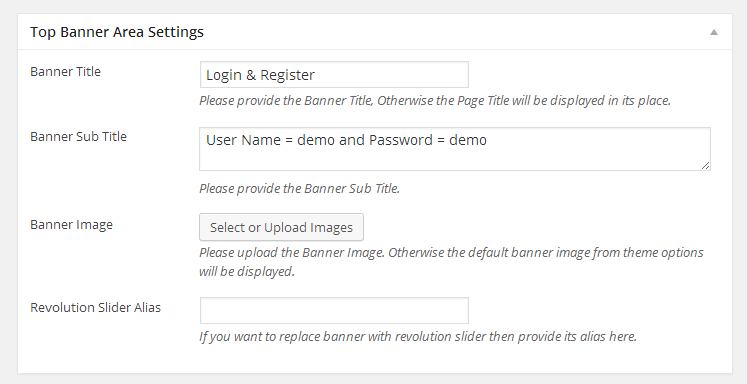 Top Banner Area Settings
Banner Title
Login & Register
Please provide the Banner Title, Otherwise the Page Title will be displayed in its place.
Banner Sub Title
User Name = demo and Password = demo
Please provide the Banner Sub Title.
Banner Image
Select or Upload Images
Please upload the Banner Image. Otherwise the default banner image from theme options
will be displayed.
Revolution Slider Alias
If you want to replace banner with revolution slider then provide its alias here.